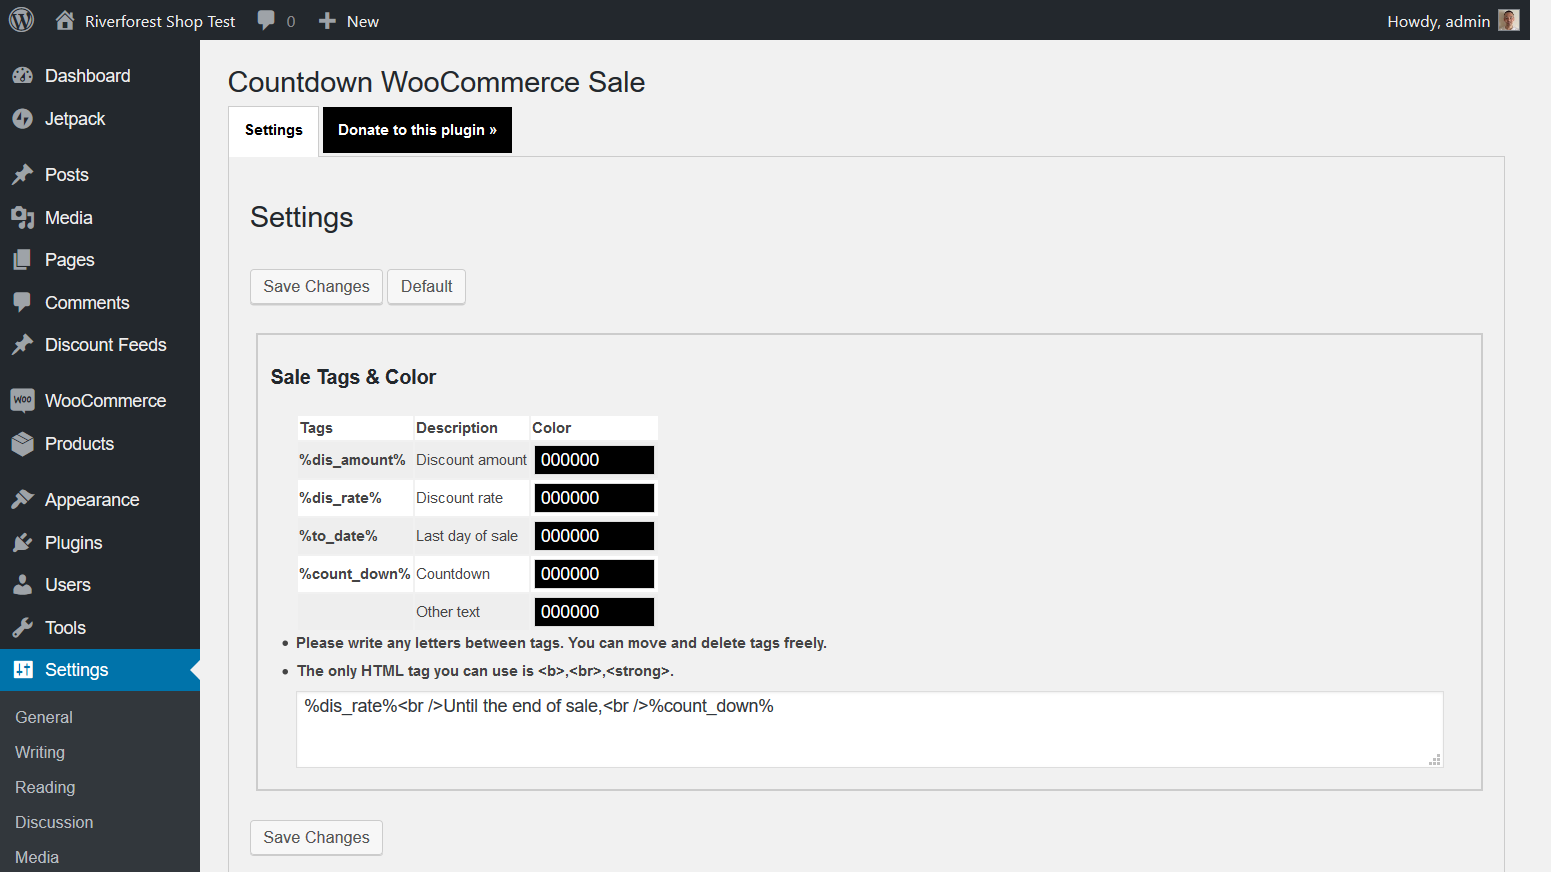 Riverforest Shop Test 0 New Howdy, admin
Dashboard
Jetpack
Posts
Media
Pages
Comments
Discount Feeds
Woo WooCommerce
Products
Appearance
Plugins
Users
Tools
Settings
General
Writing
Reading
Discussion
Media
Countdown WooCommerce Sale
Settings Donate to this plugin »
Settings
Save Changes Default
Sale Tags & Color
Tags Description Color
%dis_amount% Discount amount 000000
%dis_rate% Discount rate 000000
%to_date% Last day of sale 000000
%count_down% Countdown 000000
Other text 000000
• Please write any letters between tags. You can move and delete tags freely.
• The only HTML tag you can use is <b>,<br>,<strong>.
%dis_rate%<br />Until the end of sale,<br />%count_down%
Save Changes